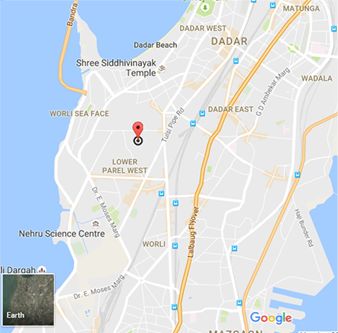 MATUNGA
DADAR WEST
DADAR
Dadar Beach
Bandra
Shree Siddhivinayak
Temple
WADALA
G D Ambekar Marg
WORLI SEA FACE
DADAR EAST
Tulsi Pipe Rd
LOWER
PAREL WEST
Dr. E. Moses Marg
Haji Bunder Rd
Nehru Science Centre
WORLI
Lalbaug Flyover
Dr. E. Moses Marg
li Dargah
Earth
Google
MAZGAON